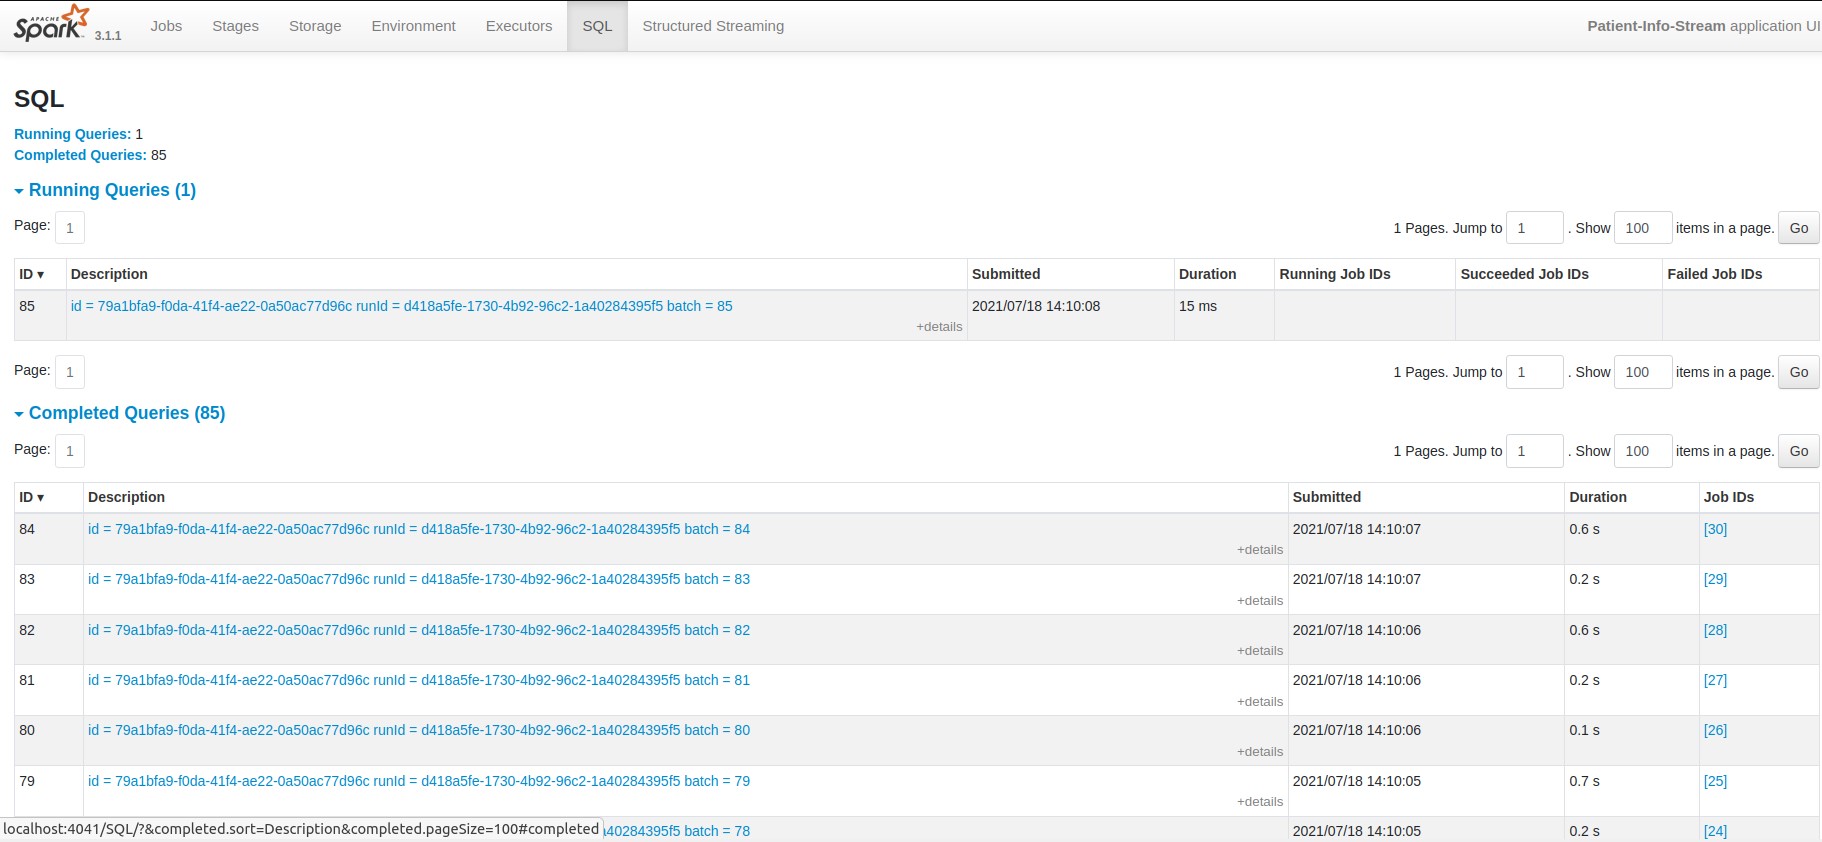 APACHE Spark 3.1.1 Jobs Stages Storage Environment Executors SQL Structured Streaming Patient-Info-Stream application UI
SQL
Running Queries: 1
Completed Queries: 85
Running Queries (1)
Page: 1 1 Pages. Jump to 1 . Show 100 items in a page. Go
ID ▾ Description Submitted Duration Running Job IDs Succeeded Job IDs Failed Job IDs
85 id = 79a1bfa9-f0da-41f4-ae22-0a50ac77d96c runId = d418a5fe-1730-4b92-96c2-1a40284395f5 batch = 85 2021/07/18 14:10:08 15 ms
+details
Page: 1 1 Pages. Jump to 1 . Show 100 items in a page. Go
Completed Queries (85)
Page: 1 1 Pages. Jump to 1 . Show 100 items in a page. Go
ID ▾ Description Submitted Duration Job IDs
84 id = 79a1bfa9-f0da-41f4-ae22-0a50ac77d96c runId = d418a5fe-1730-4b92-96c2-1a40284395f5 batch = 84 2021/07/18 14:10:07 0.6 s [30]
+details
83 id = 79a1bfa9-f0da-41f4-ae22-0a50ac77d96c runId = d418a5fe-1730-4b92-96c2-1a40284395f5 batch = 83 2021/07/18 14:10:07 0.2 s [29]
+details
82 id = 79a1bfa9-f0da-41f4-ae22-0a50ac77d96c runId = d418a5fe-1730-4b92-96c2-1a40284395f5 batch = 82 2021/07/18 14:10:06 0.6 s [28]
+details
81 id = 79a1bfa9-f0da-41f4-ae22-0a50ac77d96c runId = d418a5fe-1730-4b92-96c2-1a40284395f5 batch = 81 2021/07/18 14:10:06 0.2 s [27]
+details
80 id = 79a1bfa9-f0da-41f4-ae22-0a50ac77d96c runId = d418a5fe-1730-4b92-96c2-1a40284395f5 batch = 80 2021/07/18 14:10:06 0.1 s [26]
+details
79 id = 79a1bfa9-f0da-41f4-ae22-0a50ac77d96c runId = d418a5fe-1730-4b92-96c2-1a40284395f5 batch = 79 2021/07/18 14:10:05 0.7 s [25]
+details
localhost:4041/SQL/?&completed.sort=Description&completed.pageSize=100#completed a40284395f5 batch = 78 2021/07/18 14:10:05 0.2 s [24]